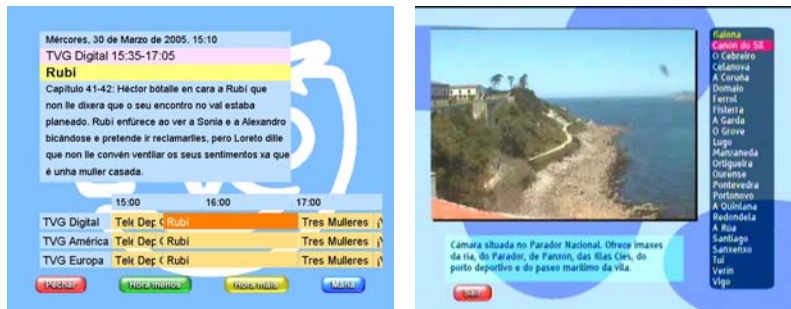 Mércores, 30 de Marzo de 2005. 15:10
TVG Digital 15:35-17:05
Rubí
Capítulo 41-42: Héctor bótalle en cara a Rubí que
non lle dixera que o seu encontro no val estaba
planeado. Rubí enfúrece ao ver a Sonia e a Alexandro
bicándose e pretende ir reclamarlles, pero Loreto dille
que non lle convén ventilar os seus sentimentos xa que
é unha muller casada.
15:00 16:00 17:00
TVG Digital Tele Dep Rubí Tres Mulleres
TVG América Tele Dep Rubí Tres Mulleres
TVG Europa Tele Dep Rubí Tres Mulleres
Pechar Hora menos Hora máis Mañá
Baiona
Canón do Sil
O Cebreiro
Celanova
A Coruña
Domaio
Ferrol
Fisterra
A Garda
O Grove
Lugo
Manzaneda
Ortigueira
Ourense
Pontevedra
Portonovo
A Quintana
Redondela
A Rúa
Santiago
Sanxenxo
Tui
Verín
Vigo
Cámara situada no Parador Nacional. Ofrece imaxes
da ría, do Parador, de Panxón, das Illas Cíes, do
porto deportivo e do paseo marítimo da vila.
Saír